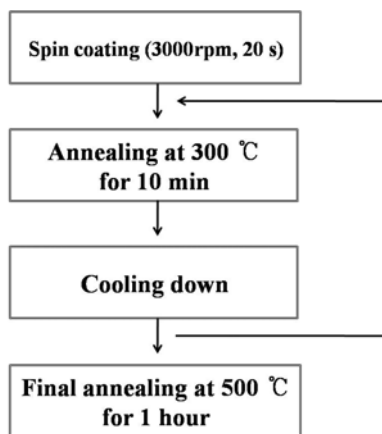 Spin coating (3000rpm, 20 s)
Annealing at 300 ℃
for 10 min
Cooling down
Final annealing at 500 ℃
for 1 hour